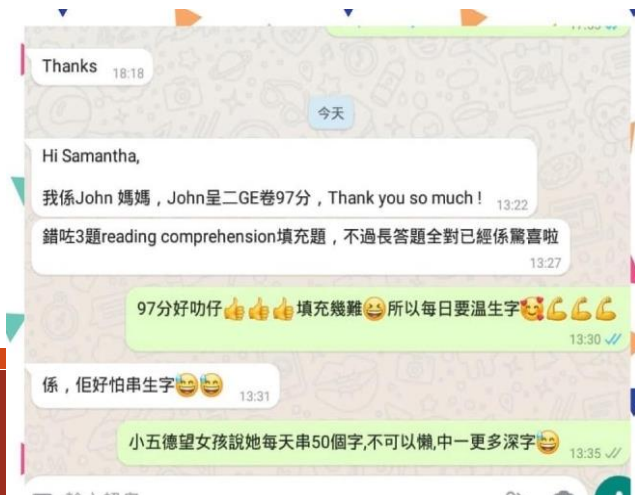 Thanks 18:18
今天
Hi Samantha,
我係John 媽媽，John呈二GE卷97分，Thank you so much ! 13:22
錯咗3題reading comprehension填充題，不過長答題全對已經係驚喜啦
13:27
97分好叻仔👍👍👍填充幾難😆所以每日要温生字🥰💪💪💪
13:30
係，佢好怕串生字😅😅 13:31
小五德望女孩說她每天串50個字,不可以懶,中一更多深字😅 13:35